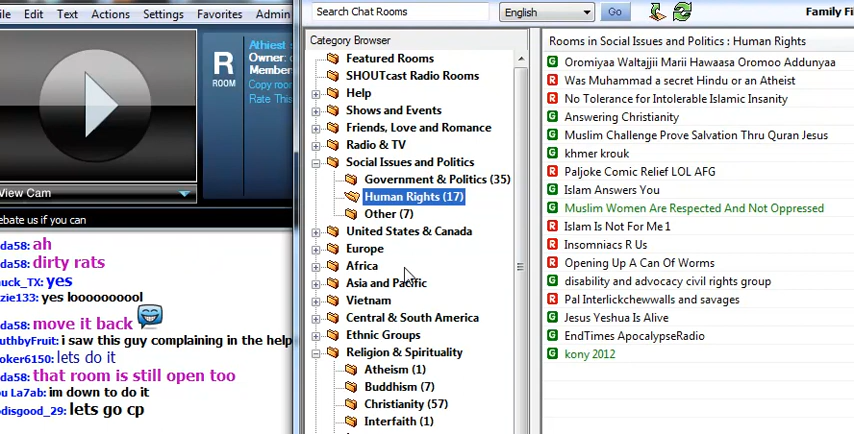 Edit Text Actions Settings Favorites Admin
R
ROOM
Athiest :
Owner:
Member
Copy room
Rate This
View Cam
ebate us if you can
da58: ah
da58: dirty rats
uck_TX: yes
zie133: yes looooooool
da58: move it back
uthbyFruit: i saw this guy complaining in the help
oker6150: lets do it
da58: that room is still open too
u La7ab: im down to do it
odisgood_29: lets go cp
Search Chat Rooms
English
Go
Family Fi
Category Browser
Featured Rooms
SHOUTcast Radio Rooms
Help
Shows and Events
Friends, Love and Romance
Radio & TV
Social Issues and Politics
Government & Politics (35)
Human Rights (17)
Other (7)
United States & Canada
Europe
Africa
Asia and Pacific
Vietnam
Central & South America
Ethnic Groups
Religion & Spirituality
Atheism (1)
Buddhism (7)
Christianity (57)
Interfaith (1)
Rooms in Social Issues and Politics : Human Rights
G Oromiyaa Waltajjii Marii Hawaasa Oromoo Addunyaa
R Was Muhammad a secret Hindu or an Atheist
R No Tolerance for Intolerable Islamic Insanity
G Answering Christianity
G Muslim Challenge Prove Salvation Thru Quran Jesus
G khmer krouk
R Paljoke Comic Relief LOL AFG
G Islam Answers You
G Muslim Women Are Respected And Not Oppressed
R Islam Is Not For Me 1
R Insomniacs R Us
R Opening Up A Can Of Worms
G disability and advocacy civil rights group
R Pal Interlickchewwalls and savages
G Jesus Yeshua Is Alive
G EndTimes ApocalypseRadio
G kony 2012